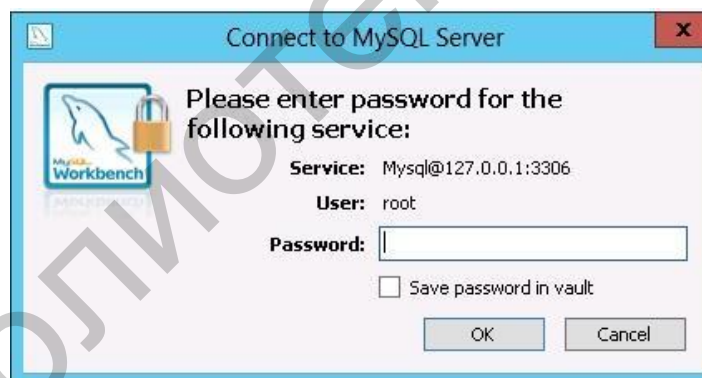 Connect to MySQL Server
x
Please enter password for the
following service:
MySQL
Workbench
Service: Mysql@127.0.0.1:3306
User: root
Password:
Save password in vault
OK Cancel